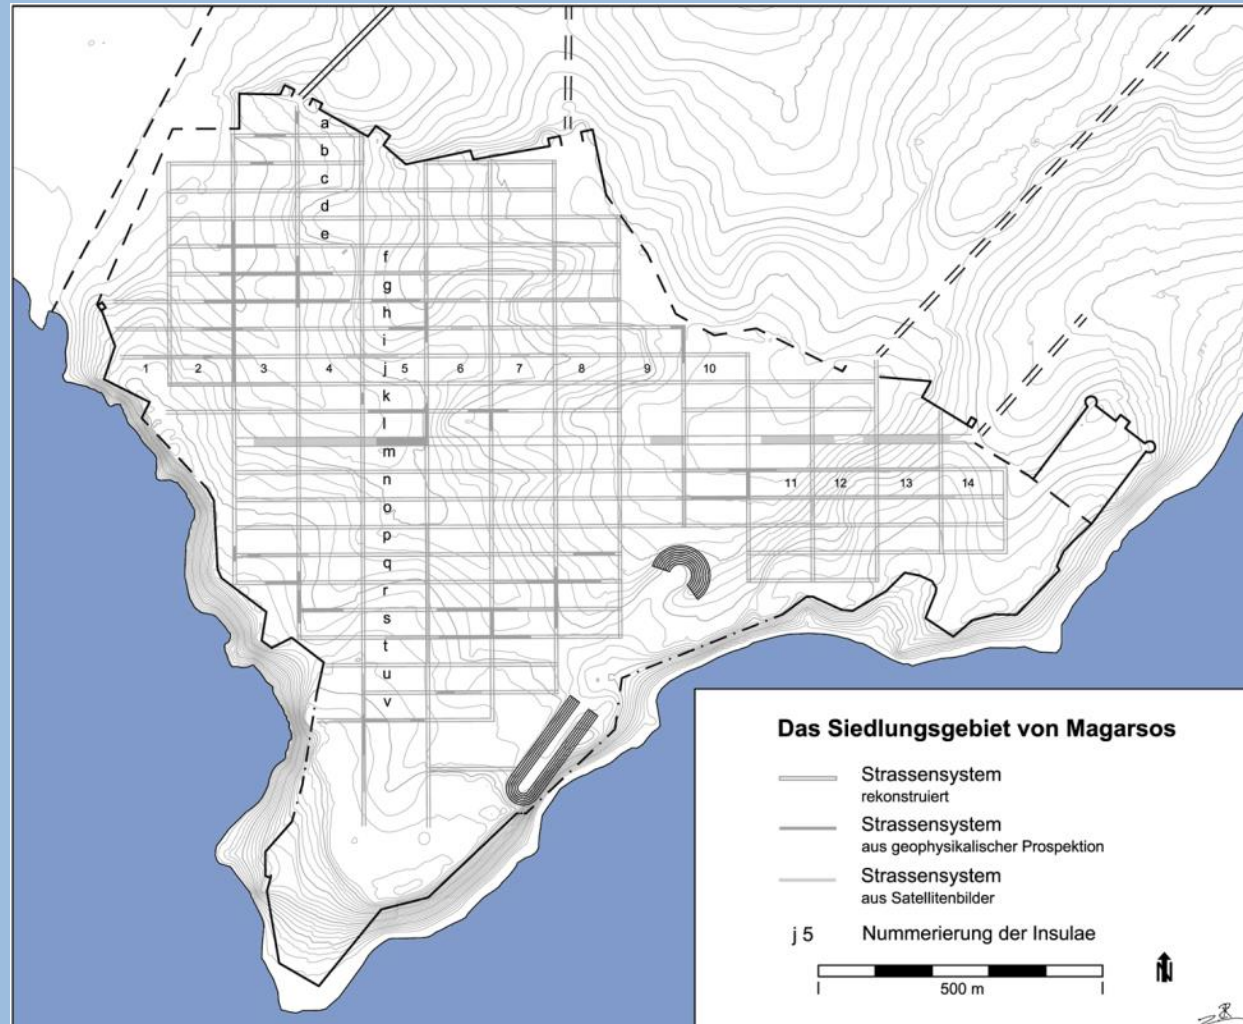 a
b
c
d
e
f
g
h
i
1 2 3 4 j 5 6 7 8 9 10
k
l
m
n 11 12 13 14
o
p
q
r
s
t
u
v
Das Siedlungsgebiet von Magarsos
Strassensystem
rekonstruiert
Strassensystem
aus geophysikalischer Prospektion
Strassensystem
aus Satellitenbilder
j 5 Nummerierung der Insulae
500 m
N